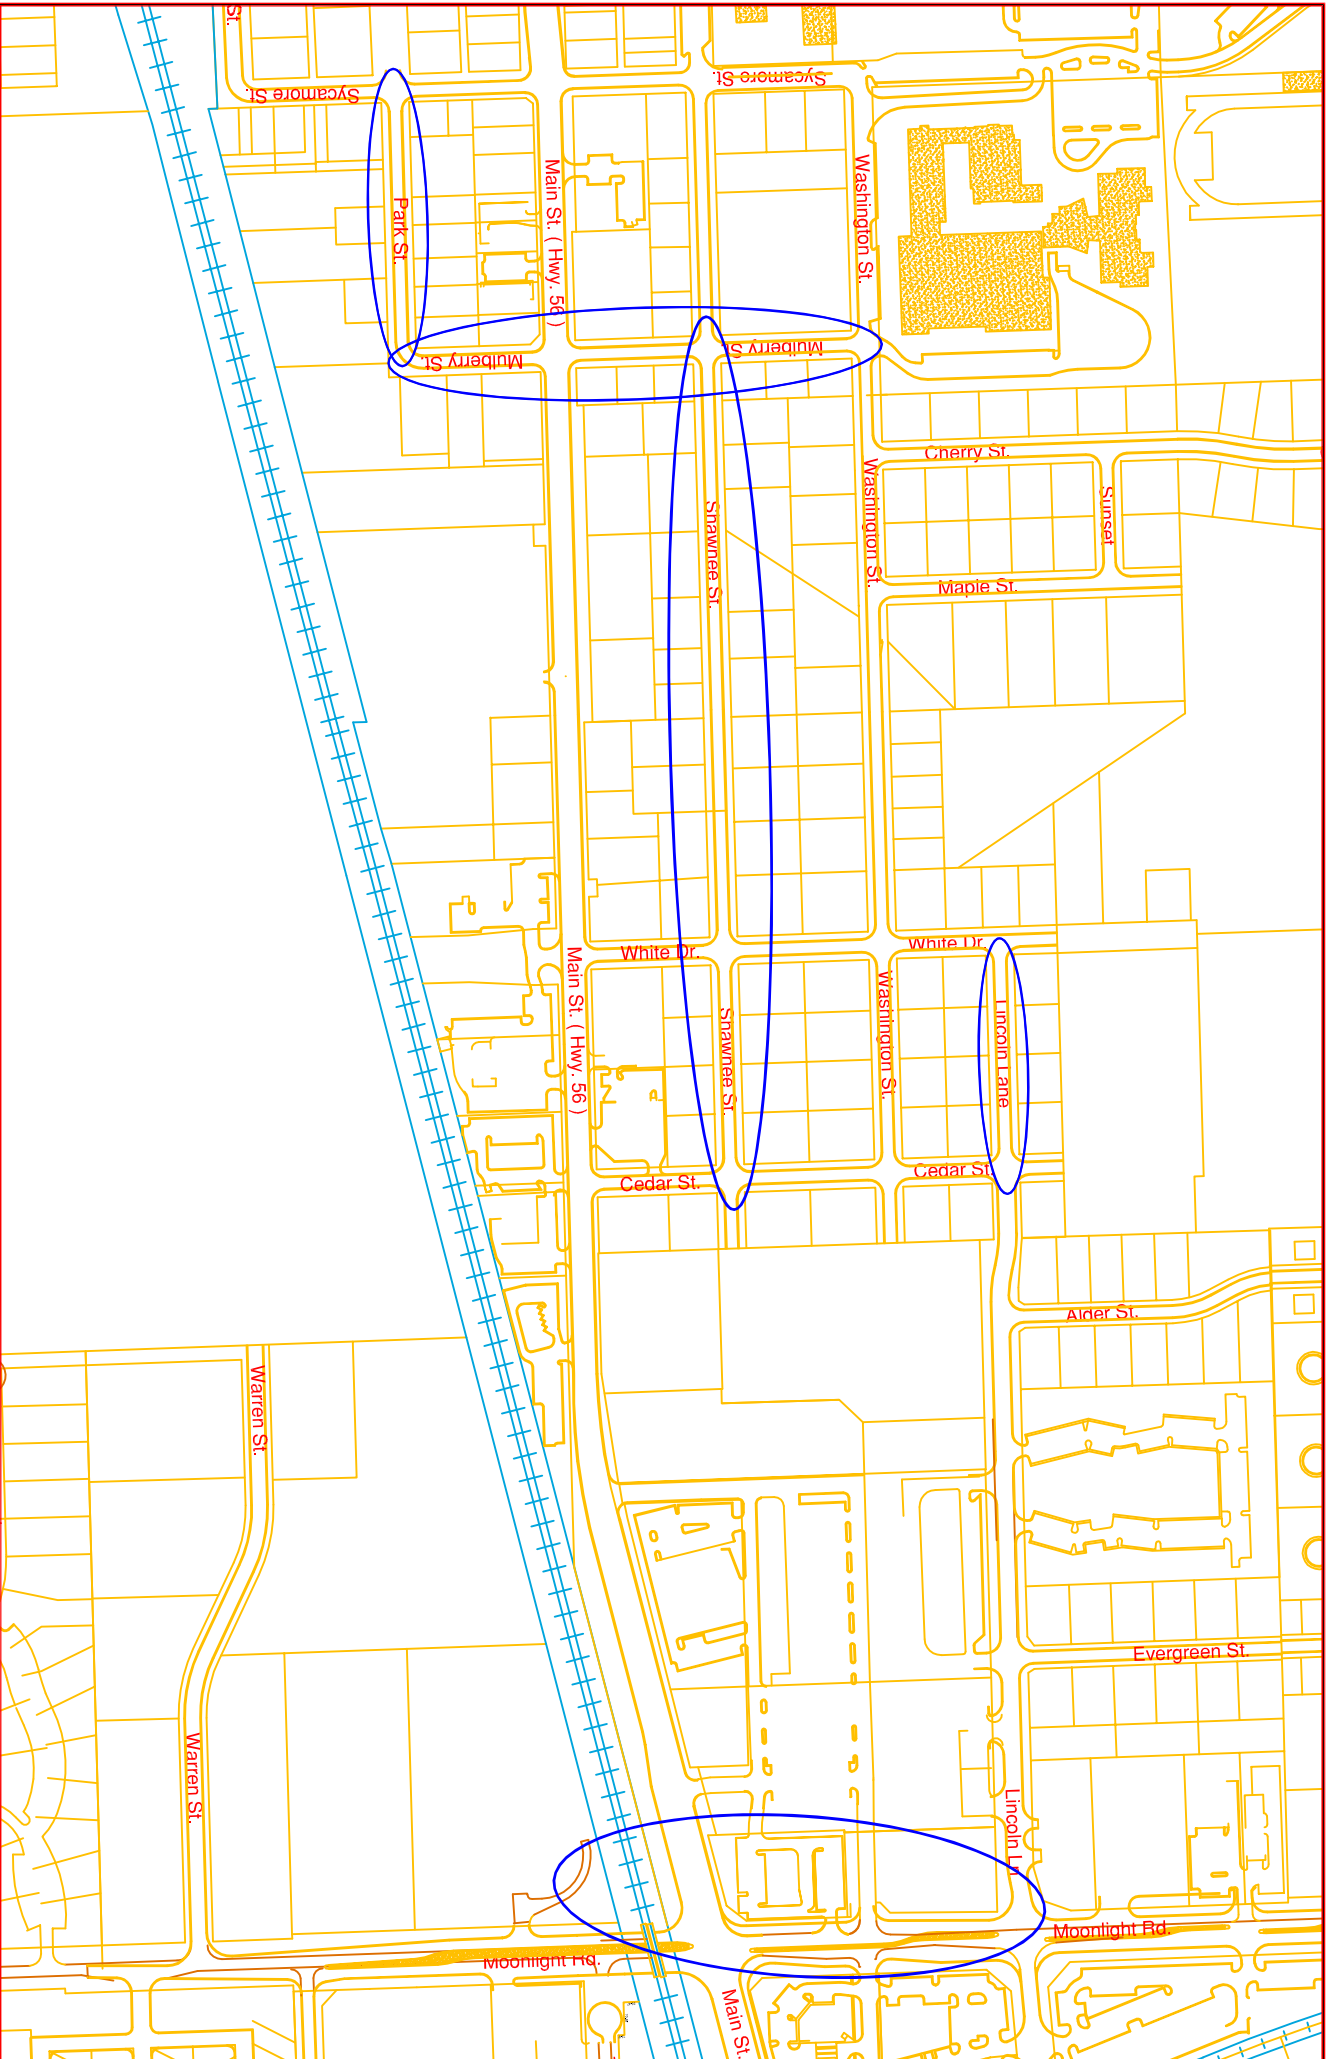 St.
Sycamore St.
Sycamore St.
Park St.
Main St. ( Hwy. 56 )
Washington St.
Mulberry St.
Mulberry St.
Cherry St.
Washington St.
Sunset
Shawnee St.
Maple St.
White Dr.
White Dr.
Main St. ( Hwy. 56 )
Washington St.
Lincoln Lane
Shawnee St.
Cedar St.
Cedar St.
Alder St.
Warren St.
Evergreen St.
Warren St.
Lincoln Ln
Moonlight Rd.
Moonlight Rd.
Main St.